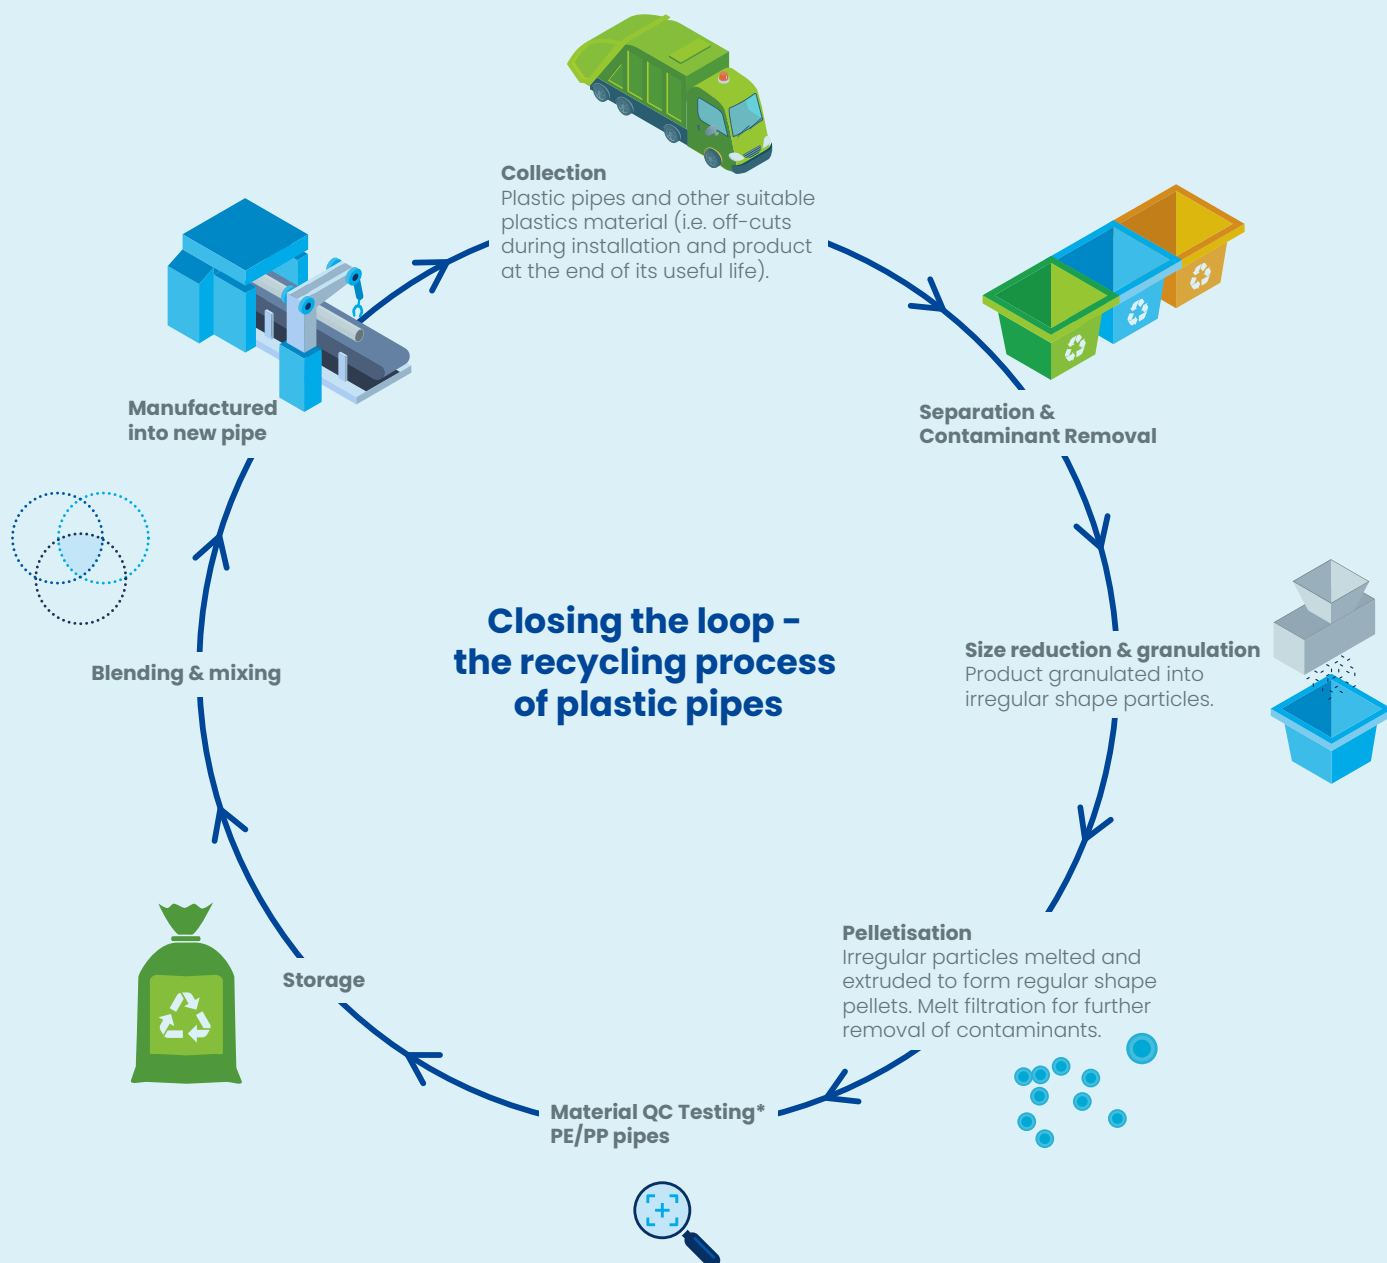 Collection
Plastic pipes and other suitable
plastics material (i.e. off-cuts
during installation and product
at the end of its useful life).
Separation &
Contaminant Removal
Size reduction & granulation
Product granulated into
irregular shape particles.
Pelletisation
Irregular particles melted and
extruded to form regular shape
pellets. Melt filtration for further
removal of contaminants.
Material QC Testing*
PE/PP pipes
Storage
Blending & mixing
Manufactured
into new pipe
Closing the loop -
the recycling process
of plastic pipes